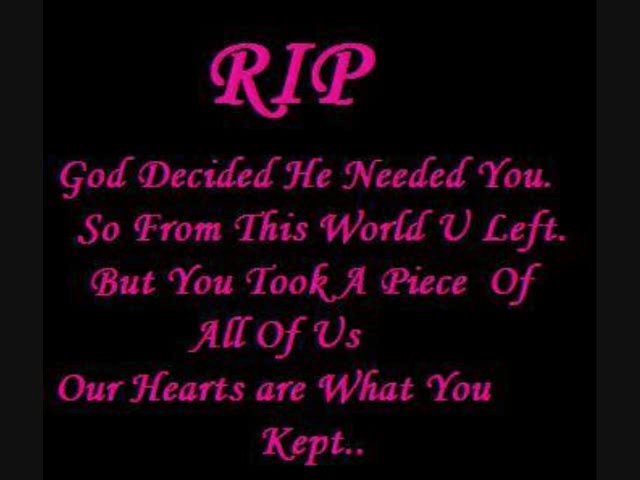 RIP
God Decided He Needed You.
So From This World U Left.
But You Took A Piece Of
All Of Us
Our Hearts are What You
Kept..